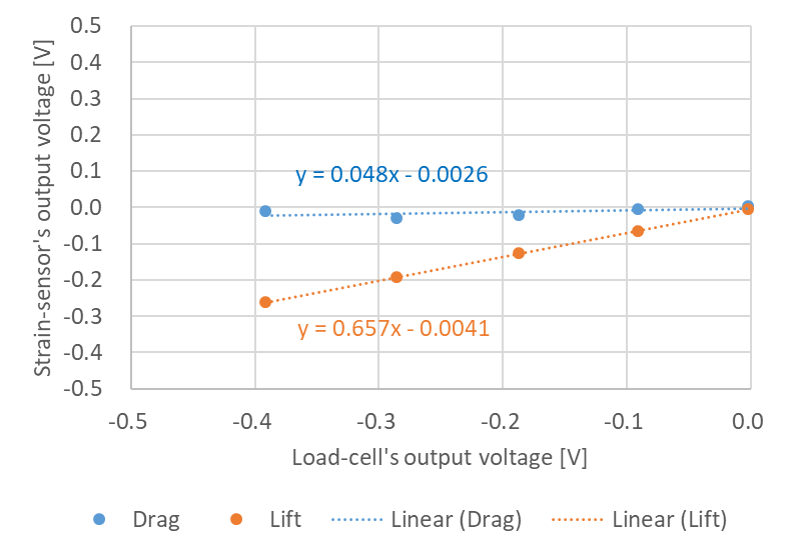 0.5
0.4
0.3
0.2
0.1
0.0
-0.1
-0.2
-0.3
-0.4
-0.5
Strain-sensor's output voltage [V]
y = 0.048x - 0.0026
y = 0.657x - 0.0041
-0.5 -0.4 -0.3 -0.2 -0.1 0.0
Load-cell's output voltage [V]
Drag Lift Linear (Drag) Linear (Lift)